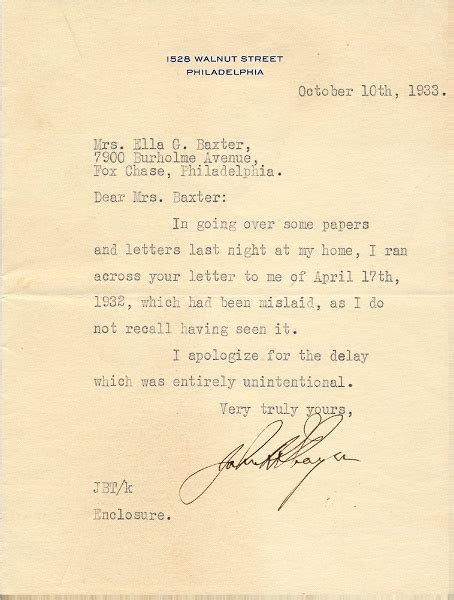 1528 WALNUT STREET
PHILADELPHIA
October 10th, 1933.
Mrs. Ella G. Baxter,
7900 Burholme Avenue,
Fox Chase, Philadelphia.
Dear Mrs. Baxter:
In going over some papers
and letters last night at my home, I ran
across your letter to me of April 17th,
1932, which had been mislaid, as I do
not recall having seen it.
I apologize for the delay
which was entirely unintentional.
Very truly yours,
John B Thayer
JBT/k
Enclosure.